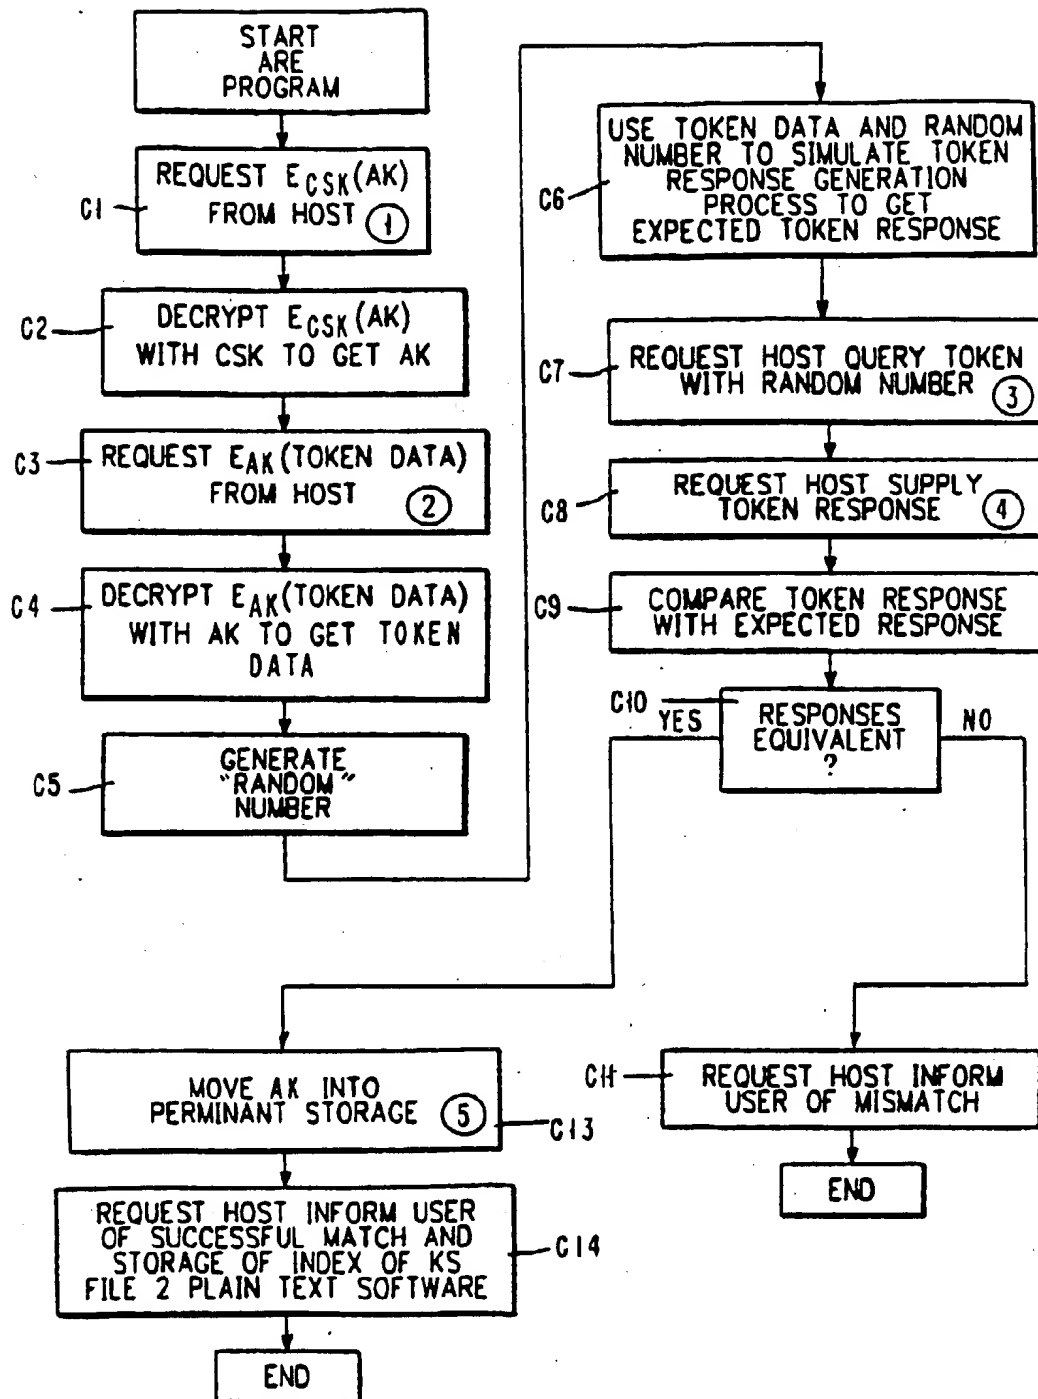 START
ARE
PROGRAM
C1
REQUEST ECSK(AK)
FROM HOST
1
C2
DECRYPT ECSK(AK)
WITH CSK TO GET AK
C3
REQUEST EAK(TOKEN DATA)
FROM HOST
2
C4
DECRYPT EAK(TOKEN DATA)
WITH AK TO GET TOKEN
DATA
C5
GENERATE
"RANDOM"
NUMBER
C6
USE TOKEN DATA AND RANDOM
NUMBER TO SIMULATE TOKEN
RESPONSE GENERATION
PROCESS TO GET
EXPECTED TOKEN RESPONSE
C7
REQUEST HOST QUERY TOKEN
WITH RANDOM NUMBER
3
C8
REQUEST HOST SUPPLY
TOKEN RESPONSE
4
C9
COMPARE TOKEN RESPONSE
WITH EXPECTED RESPONSE
C10
YES
RESPONSES
EQUIVALENT
?
NO
MOVE AK INTO
PERMINANT STORAGE
5
C13
C11
REQUEST HOST INFORM
USER OF MISMATCH
END
REQUEST HOST INFORM USER
OF SUCCESSFUL MATCH AND
STORAGE OF INDEX OF KS
FILE 2 PLAIN TEXT SOFTWARE
C14
END